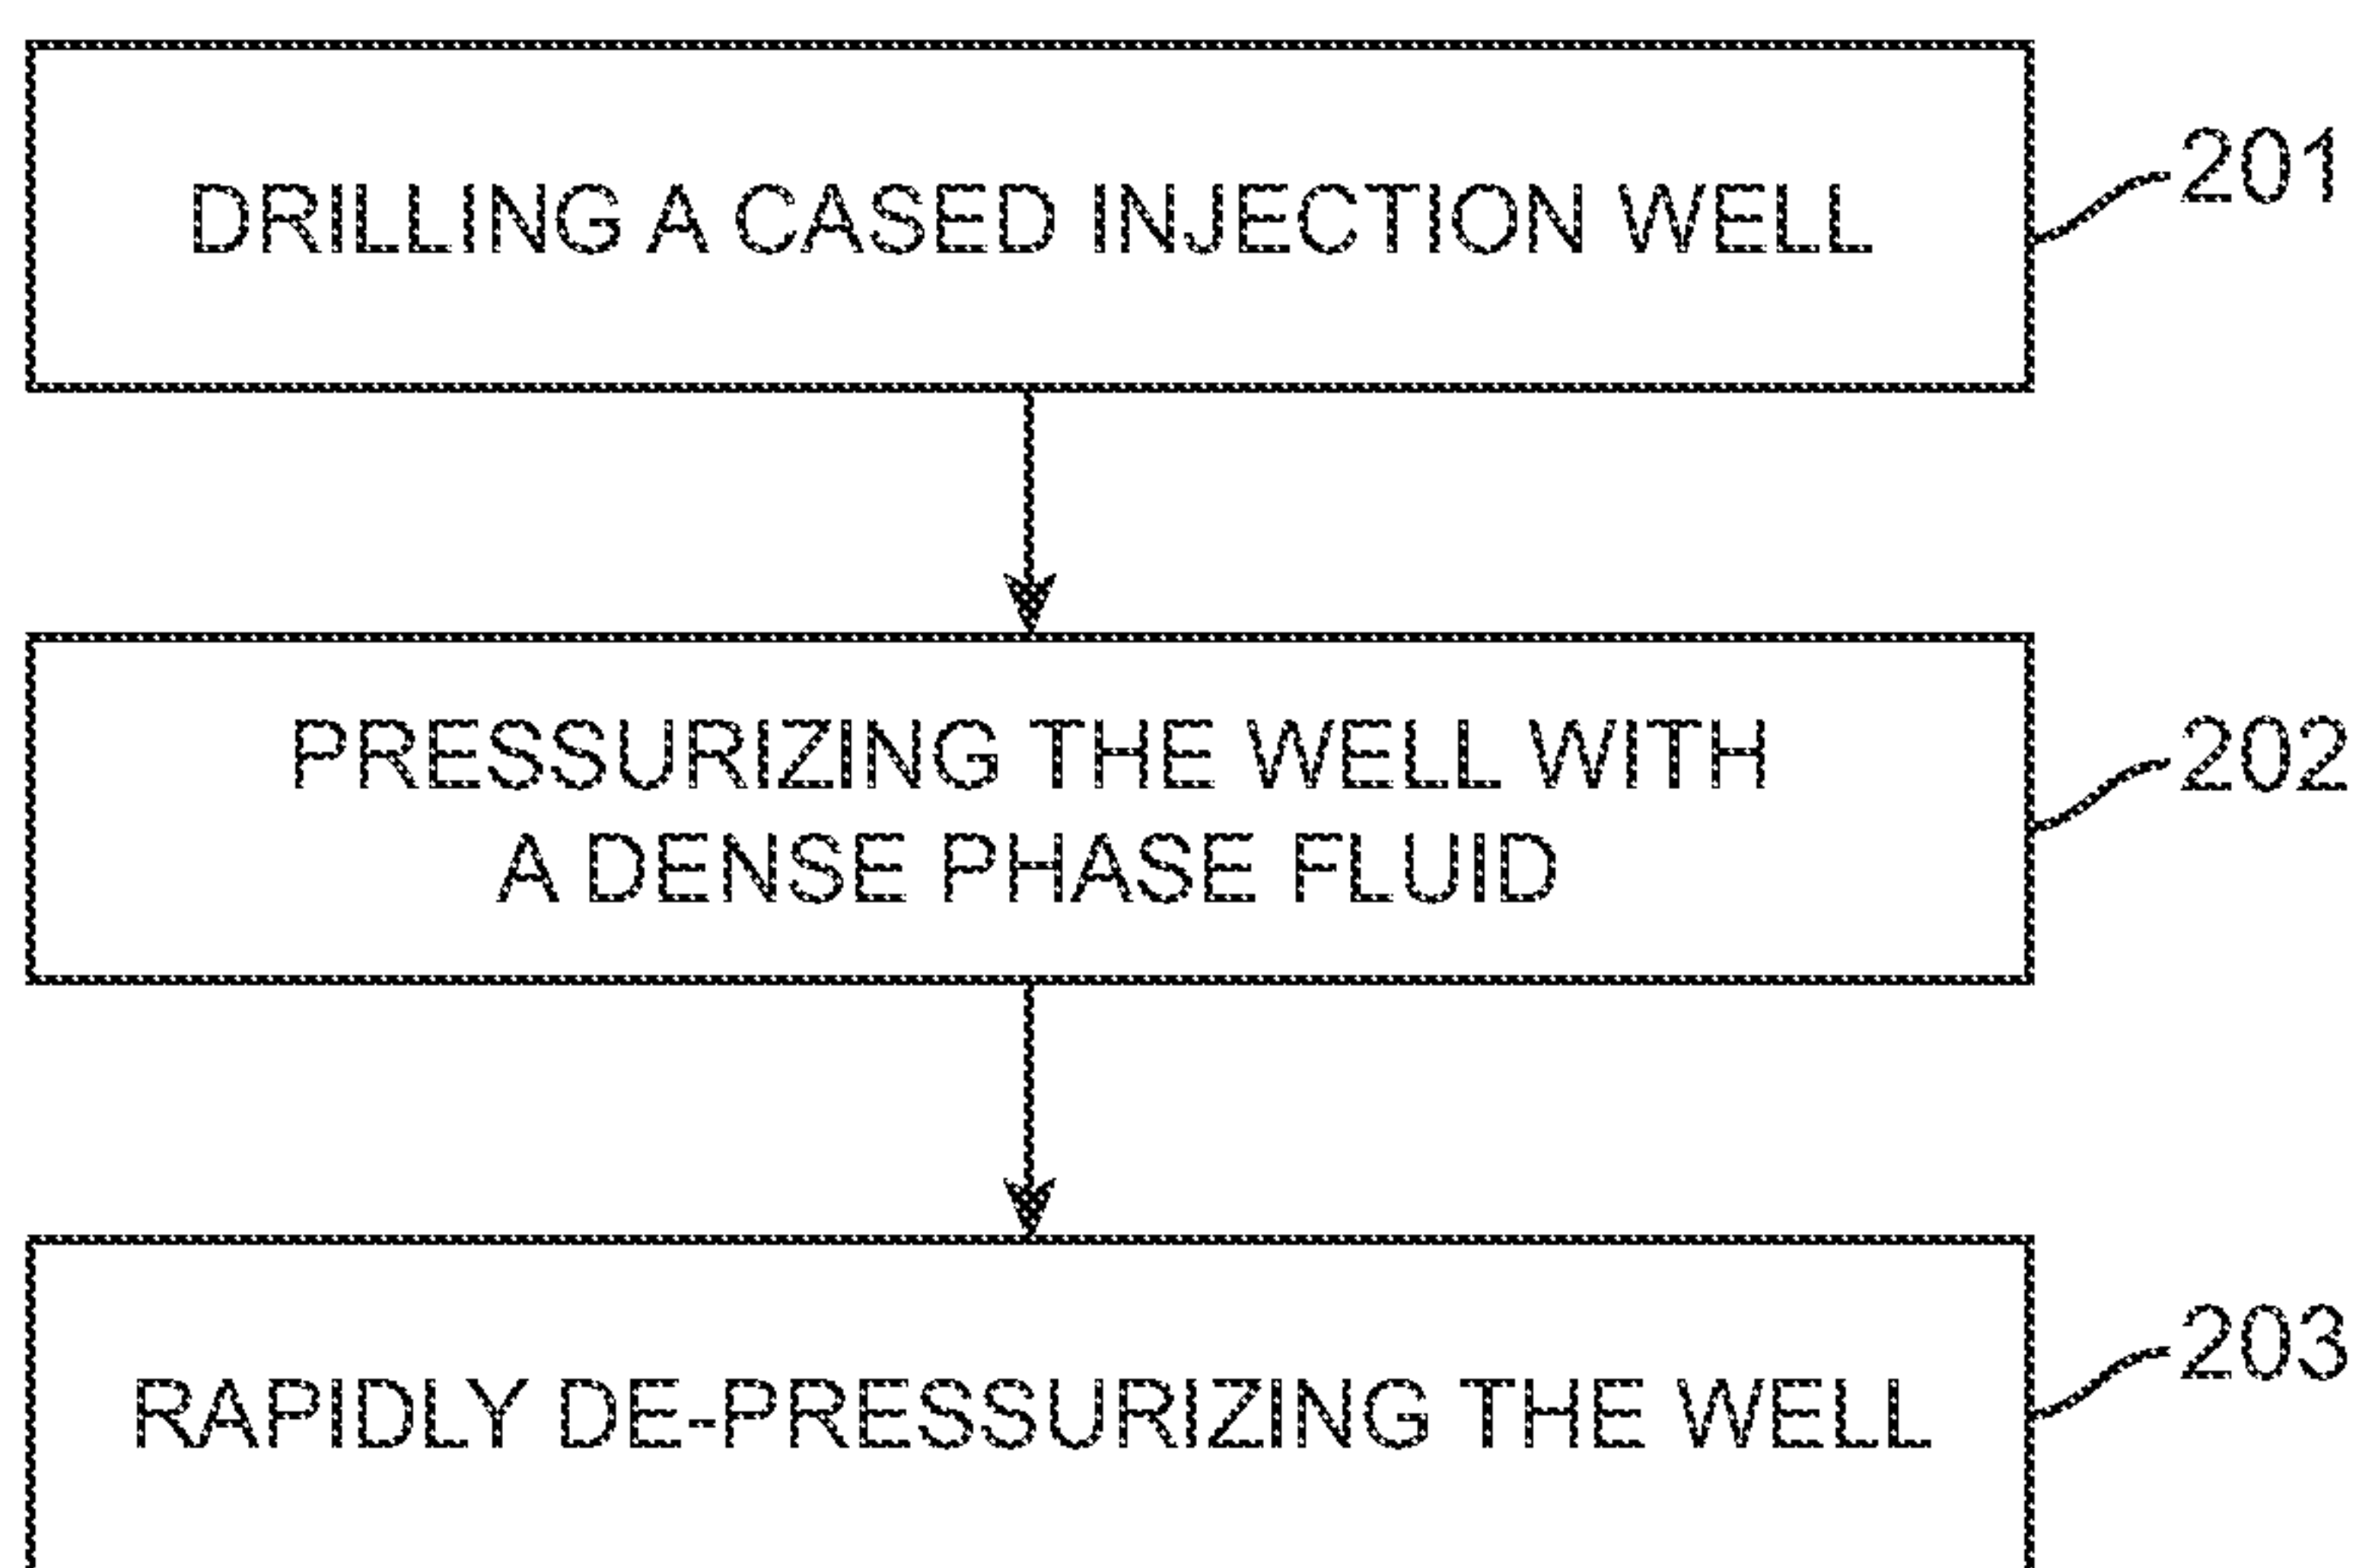 DRILLING A CASED INJECTION WELL
201
PRESSURIZING THE WELL WITH
A DENSE PHASE FLUID
202
RAPIDLY DE-PRESSURIZING THE WELL
203